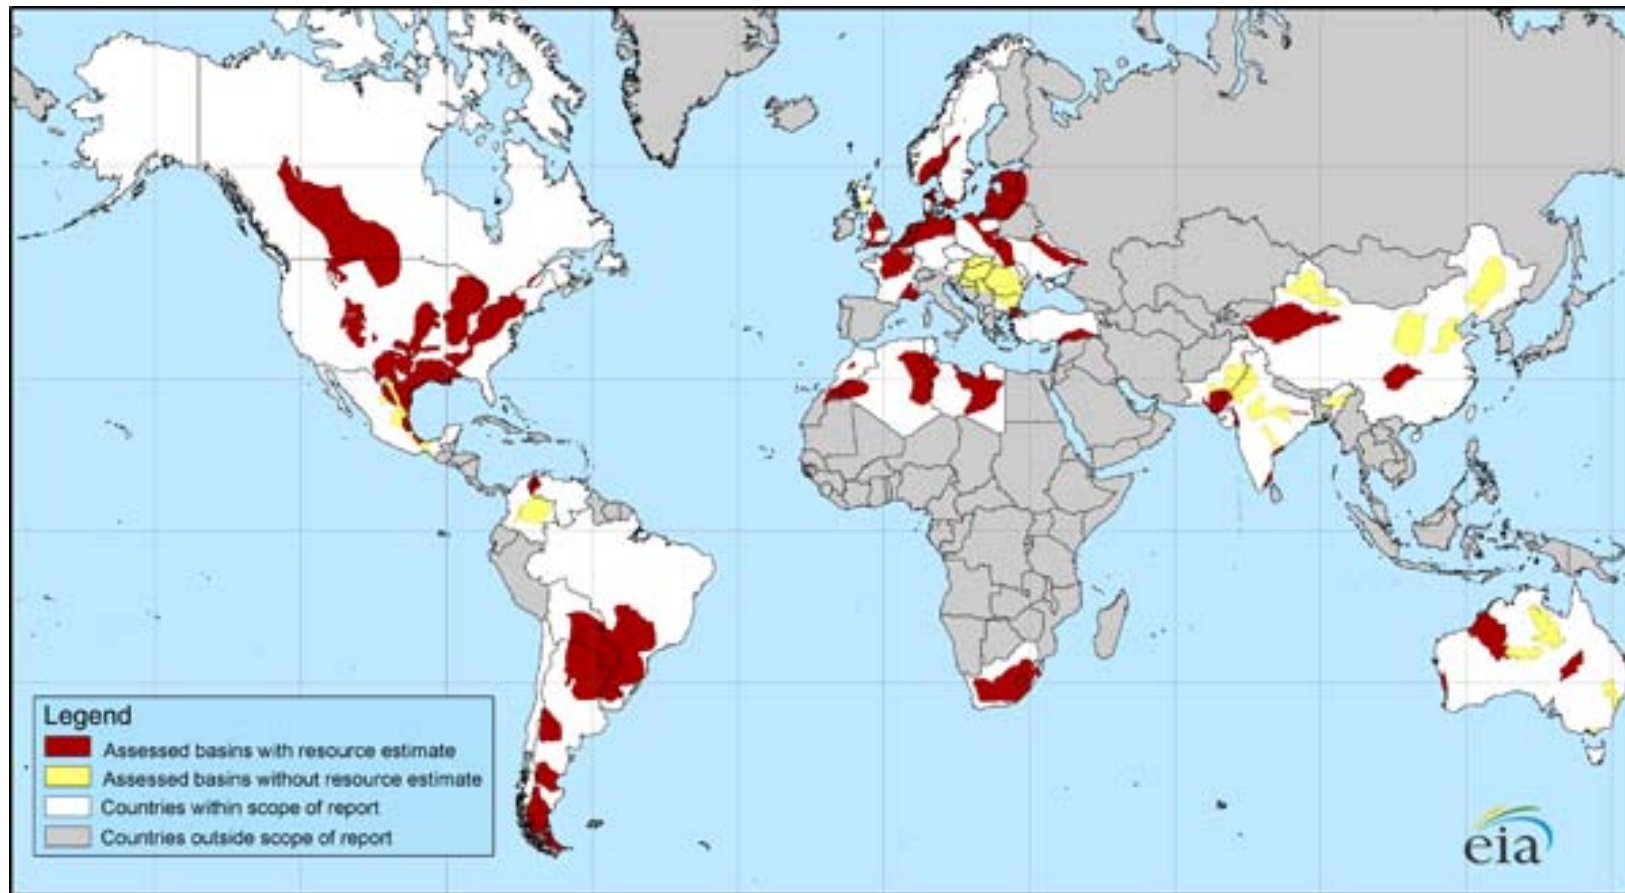 Legend
Assessed basins with resource estimate
Assessed basins without resource estimate
Countries within scope of report
Countries outside scope of report
eia